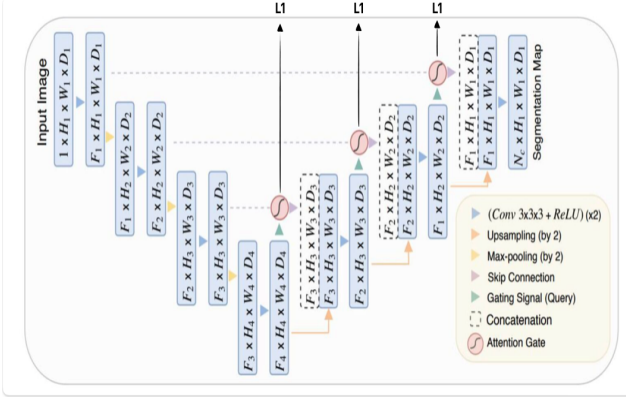 L1
L1
L1
Input Image
1 × H1 × W1 × D1
F1 × H1 × W1 × D1
F1 × H2 × W2 × D2
F2 × H2 × W2 × D2
F2 × H3 × W3 × D3
F3 × H3 × W3 × D3
F3 × H4 × W4 × D4
F4 × H4 × W4 × D4
F3 × H3 × W3 × D3
F3 × H3 × W3 × D3
F2 × H3 × W3 × D3
F2 × H2 × W2 × D2
F2 × H2 × W2 × D2
F1 × H2 × W2 × D2
F1 × H1 × W1 × D1
F1 × H1 × W1 × D1
Nc × H1 × W1 × D1
Segmentation Map
(Conv 3x3x3 + ReLU) (x2)
Upsampling (by 2)
Max-pooling (by 2)
Skip Connection
Gating Signal (Query)
Concatenation
Attention Gate